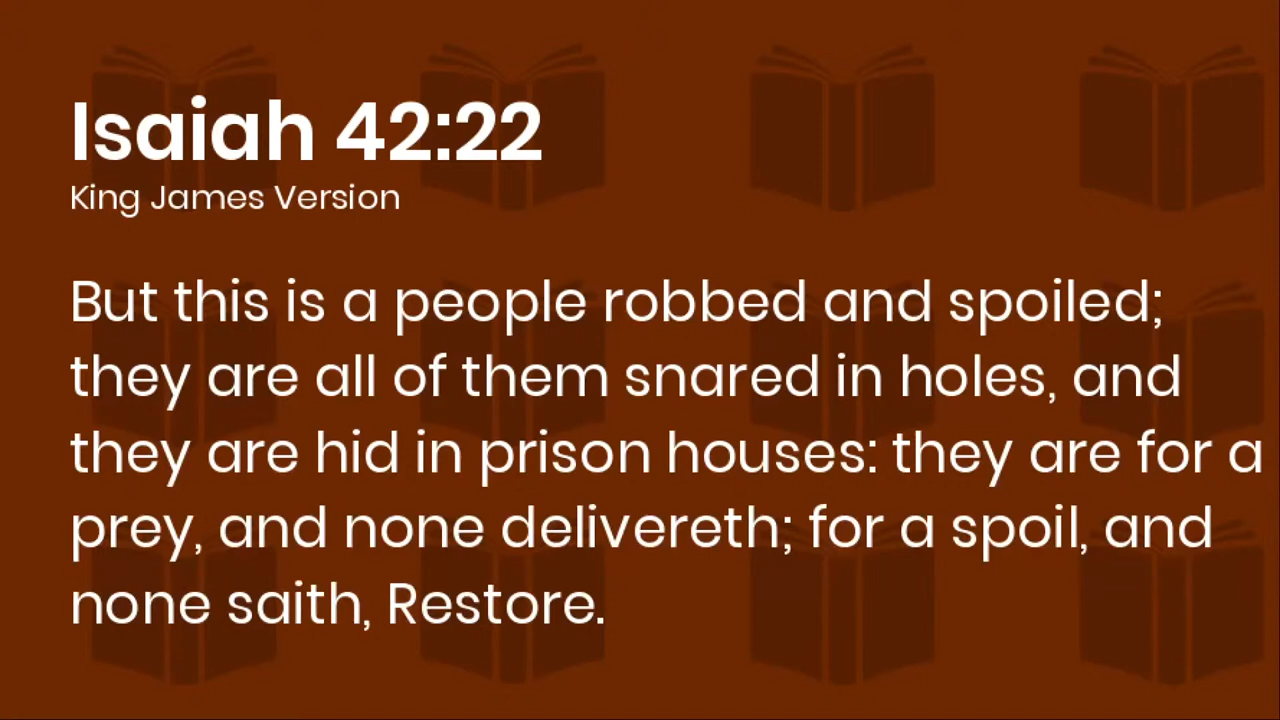 Isaiah 42:22
King James Version
But this is a people robbed and spoiled;
they are all of them snared in holes, and
they are hid in prison houses: they are for a
prey, and none delivereth; for a spoil, and
none saith, Restore.